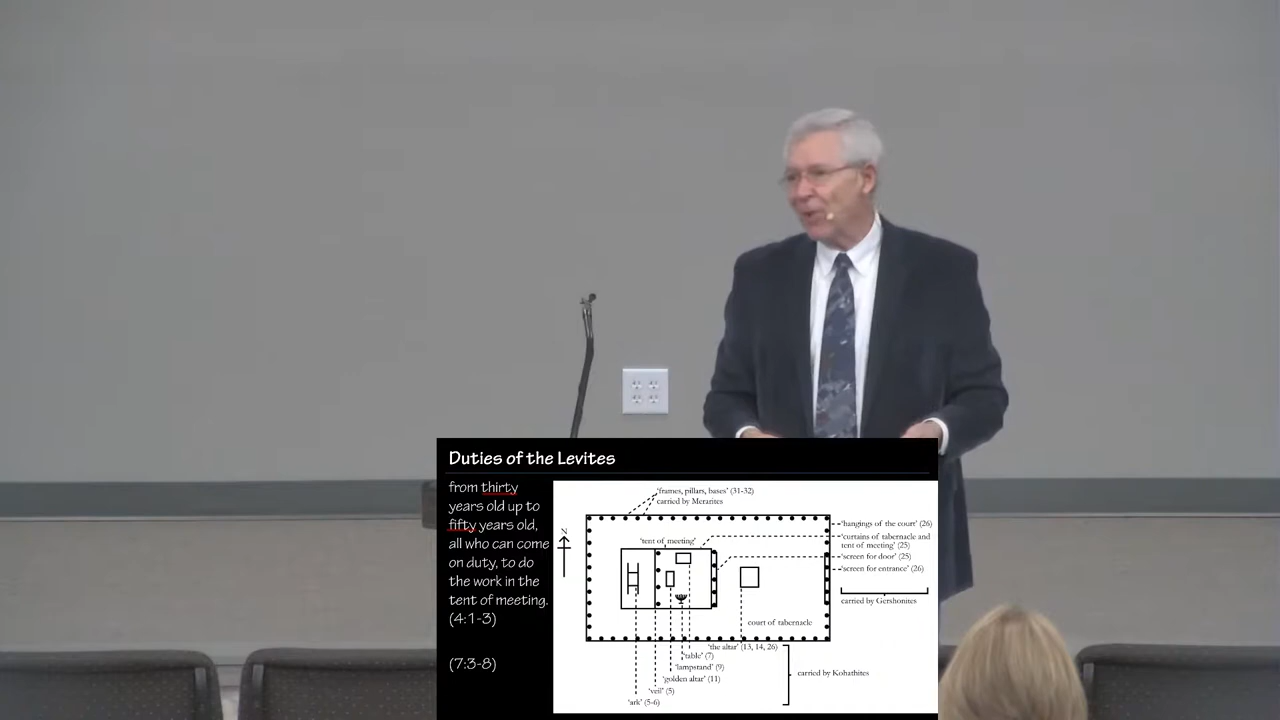 Duties of the Levites
from thirty
years old up to
fifty years old,
all who can come
on duty, to do
the work in the
tent of meeting.
(4:1-3)
(7:3-8)
'frames, pillars, bases' (31-32)
carried by Merarites
N
'tent of meeting'
'hangings of the court' (26)
'curtains of tabernacle and
tent of meeting' (25)
'screen for door' (25)
'screen for entrance' (26)
carried by Gershonites
court of tabernacle
'the altar' (13, 14, 26)
'table' (7)
'lampstand' (9)
'golden altar' (11)
'veil' (5)
'ark' (5-6)
carried by Kohathites